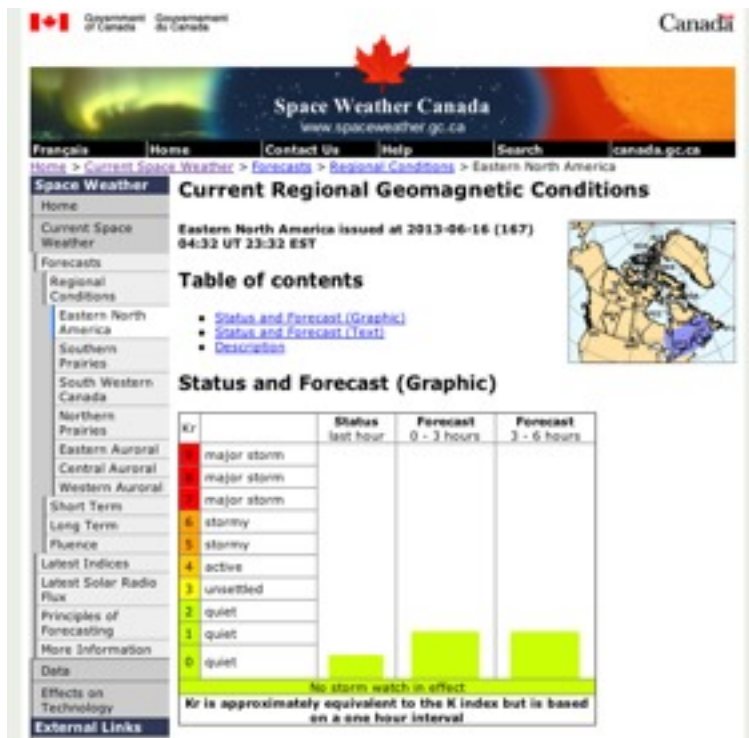 Government of Canada
Gouvernement du Canada
Canada
Space Weather Canada
www.spaceweather.gc.ca
Français Home Contact Us Help Search canada.gc.ca
Home > Current Space Weather > Forecasts > Regional Conditions > Eastern North America
Space Weather
Home
Current Space
Weather
Forecasts
Regional
Conditions
Eastern North
America
Southern
Prairies
South Western
Canada
Northern
Prairies
Eastern Auroral
Central Auroral
Western Auroral
Short Term
Long Term
Fluence
Latest Indices
Latest Solar Radio
Flux
Principles of
Forecasting
More Information
Data
Effects on
Technology
External Links
Current Regional Geomagnetic Conditions
Eastern North America issued at 2013-06-16 (167)
04:32 UT 23:32 EST
Table of contents
Status and Forecast (Graphic)
Status and Forecast (Text)
Description
Status and Forecast (Graphic)
Kr
Status Forecast Forecast
last hour 0 - 3 hours 3 - 6 hours
major storm
major storm
major storm
6 stormy
5 stormy
4 active
3 unsettled
2 quiet
1 quiet
0 quiet
No storm watch in effect
Kr is approximately equivalent to the K index but is based
on a one hour interval